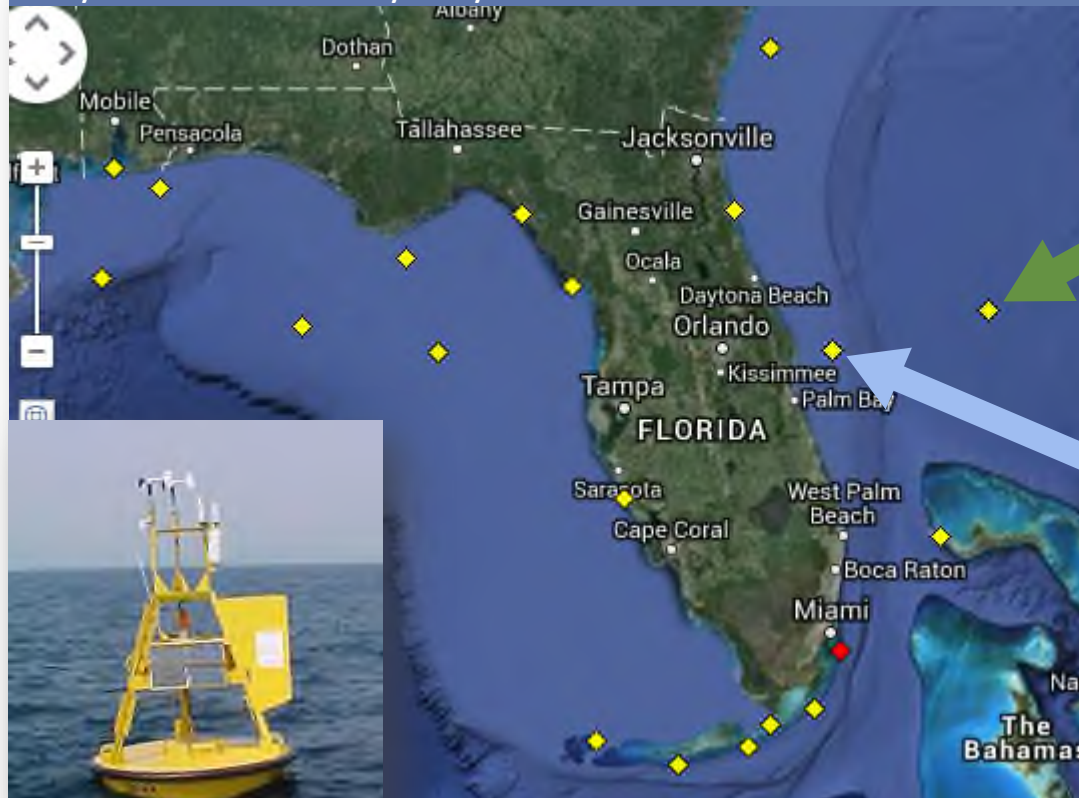 Albany
Dothan
Mobile
Pensacola
Tallahassee
Jacksonville
Gainesville
Ocala
Daytona Beach
Orlando
Kissimmee
Tampa
Palm Bay
FLORIDA
Sarasota
West Palm
Beach
Cape Coral
Boca Raton
Miami
Na
The
Bahamas
+
−